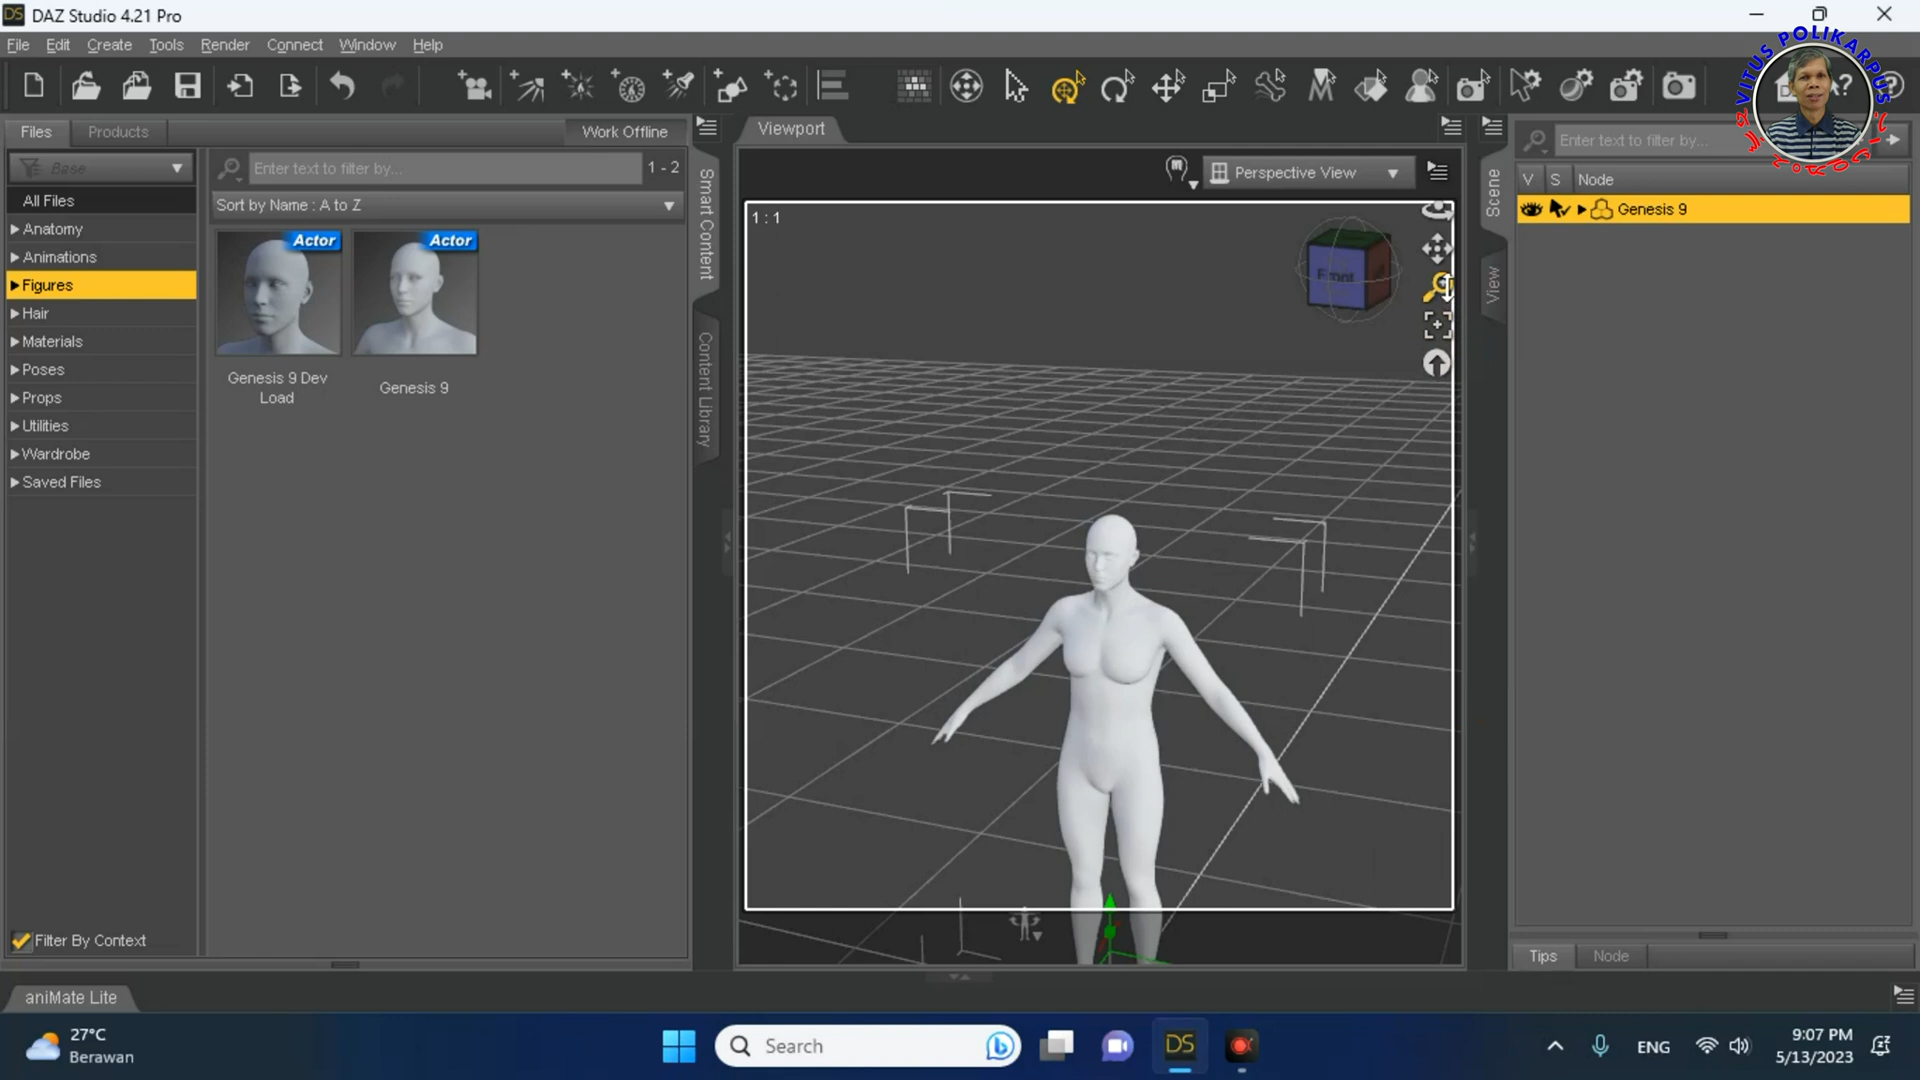 DS DAZ Studio 4.21 Pro
File Edit Create Tools Render Connect Window Help
VITUS POLIKARPUS
Files Products Work Offline
Base
Enter text to filter by...
1 - 2
All Files
Sort by Name : A to Z
Anatomy
Animations
Figures
Hair
Materials
Poses
Props
Utilities
Wardrobe
Saved Files
Actor
Actor
Genesis 9 Dev
Load
Genesis 9
Filter By Context
Smart Content
Content Library
Viewport
Perspective View
1 : 1
Front
Scene
View
Enter text to filter by...
V S Node
Genesis 9
Tips Node
aniMate Lite
27°C
Berawan
Search
DS
ENG
9:07 PM
5/13/2023